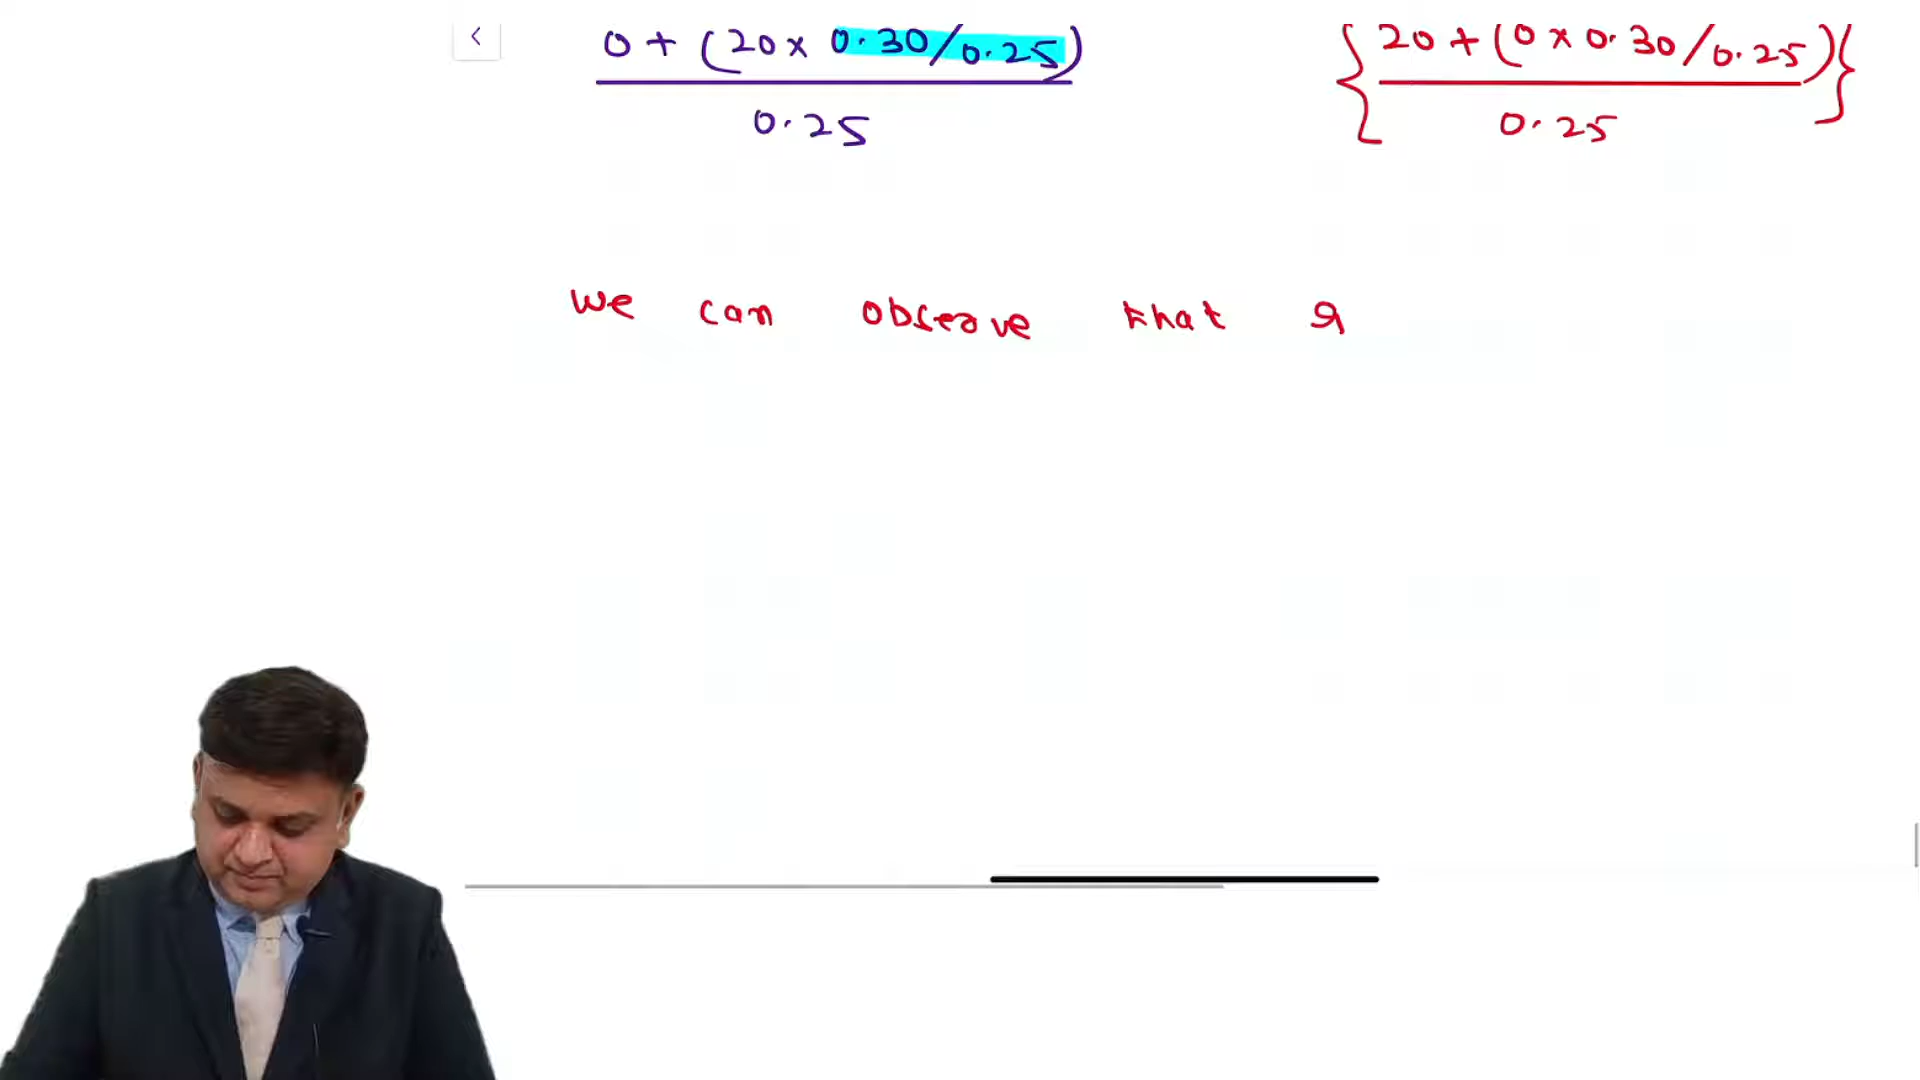 0 + (20 × 0.30/0.25)
0.25
{20 + (0 × 0.30/0.25)}
0.25
We can observe that r